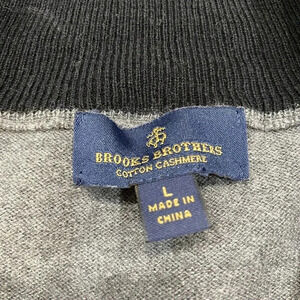 BROOKS BROTHERS
COTTON CASHMERE
L
MADE IN
CHINA